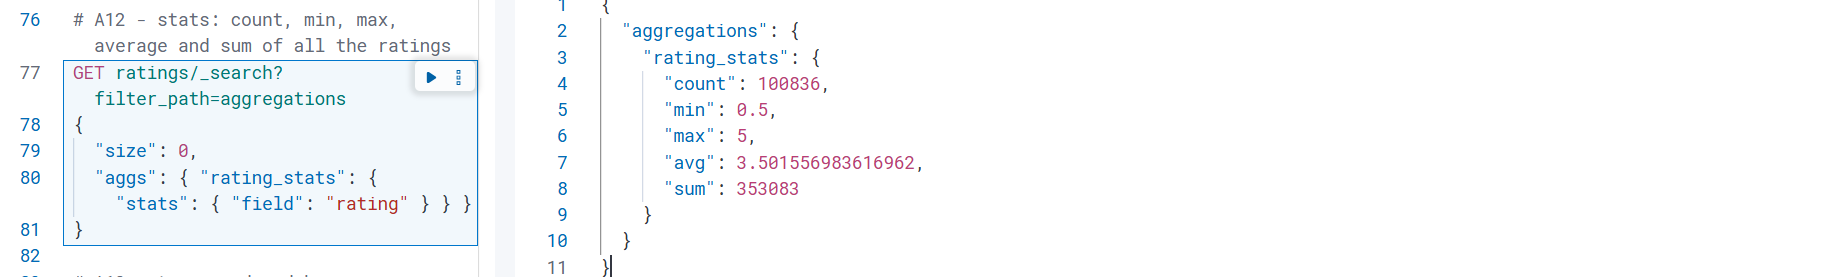 76 # A12 - stats: count, min, max,
average and sum of all the ratings
77 GET ratings/_search?
filter_path=aggregations
78 {
79 "size": 0,
80 "aggs": { "rating_stats": {
"stats": { "field": "rating" } } }
81 }
82
1 {
2 "aggregations": {
3 "rating_stats": {
4 "count": 100836,
5 "min": 0.5,
6 "max": 5,
7 "avg": 3.501556983616962,
8 "sum": 353083
9 }
10 }
11 }